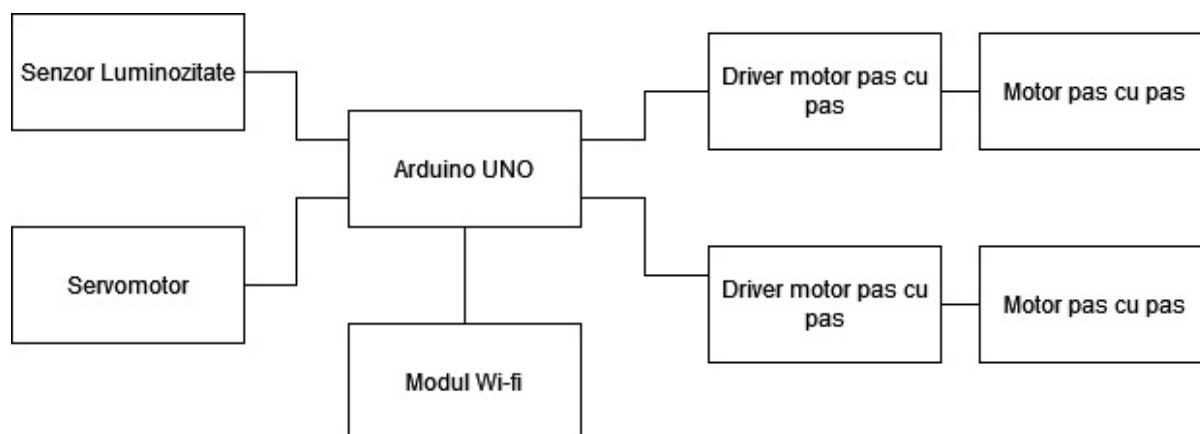 Senzor Luminozitate
Driver motor pas cu
pas
Motor pas cu pas
Arduino UNO
Servomotor
Driver motor pas cu
pas
Motor pas cu pas
Modul Wi-fi